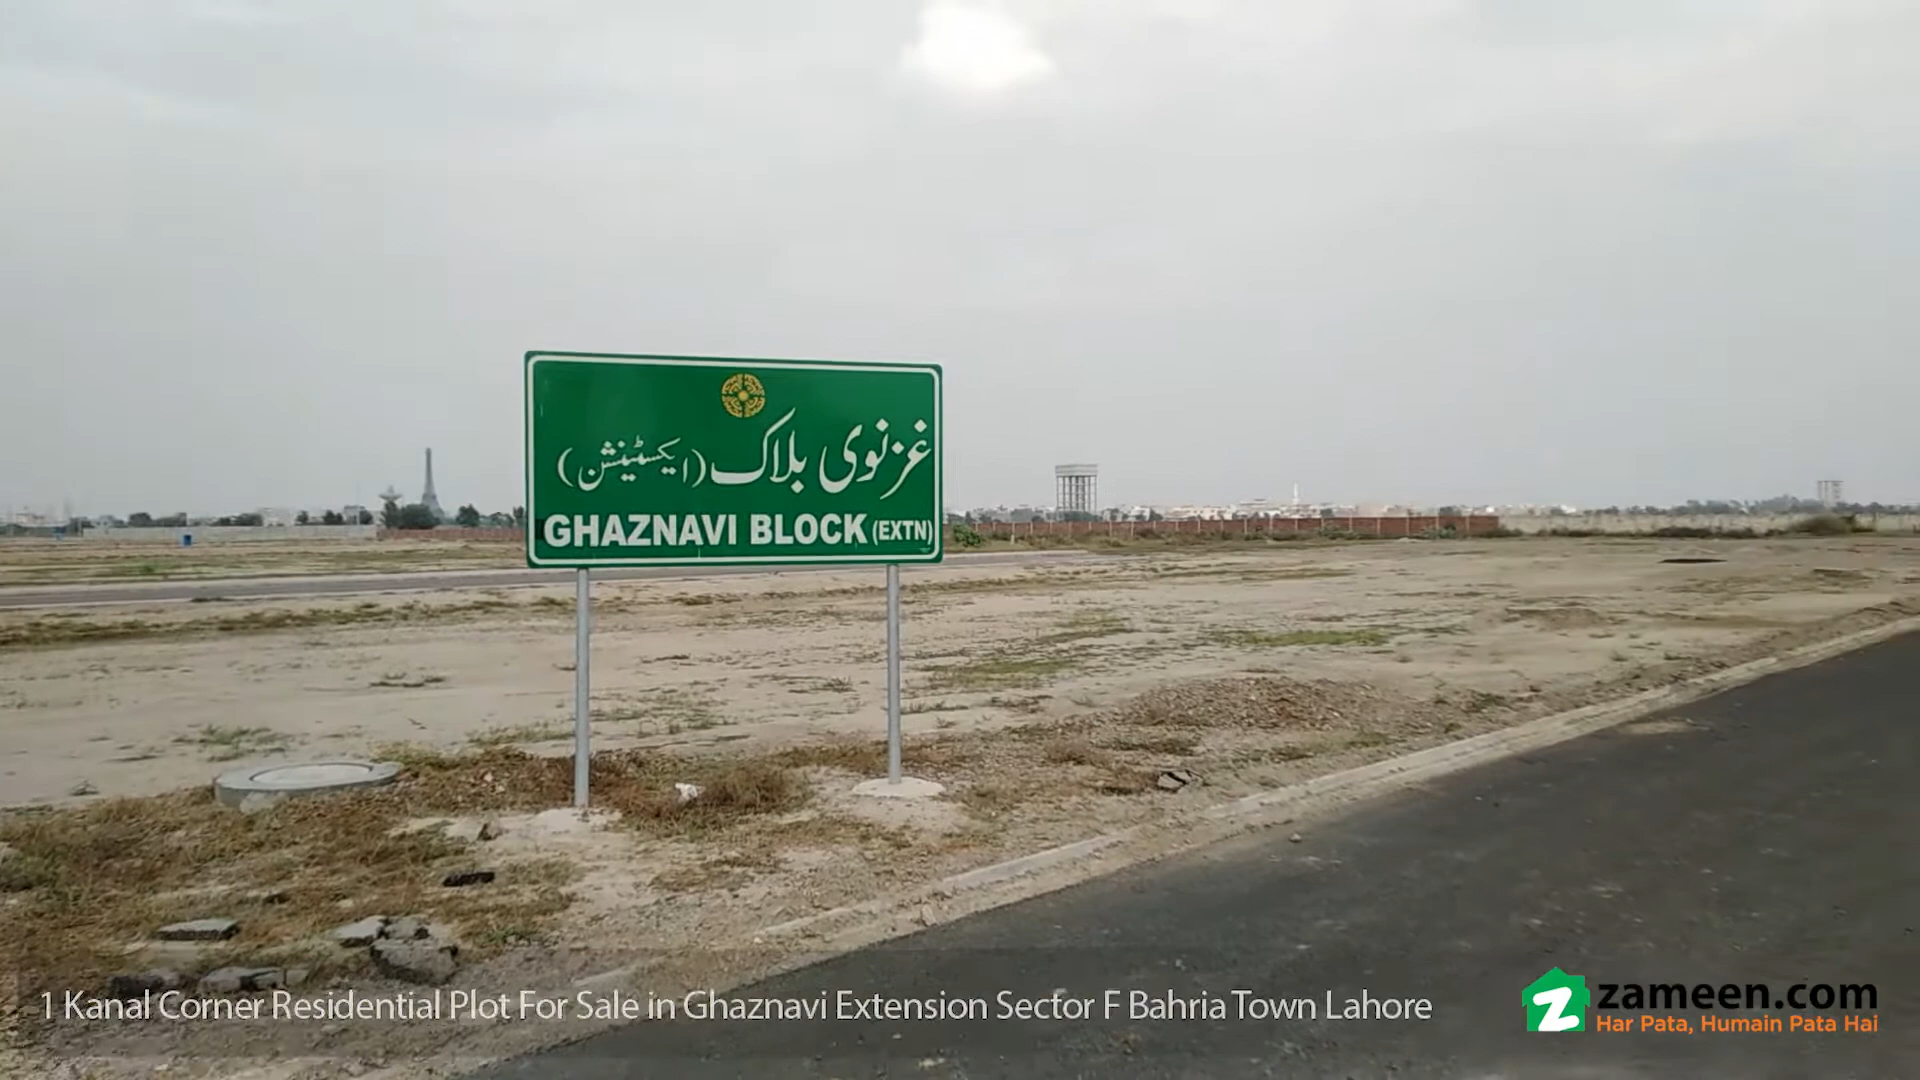 غزنوی بلاک (ایکسٹینشن)
GHAZNAVI BLOCK (EXTN)
1 Kanal Corner Residential Plot For Sale in Ghaznavi Extension Sector F Bahria Town Lahore
zameen.com
Har Pata, Humain Pata Hai